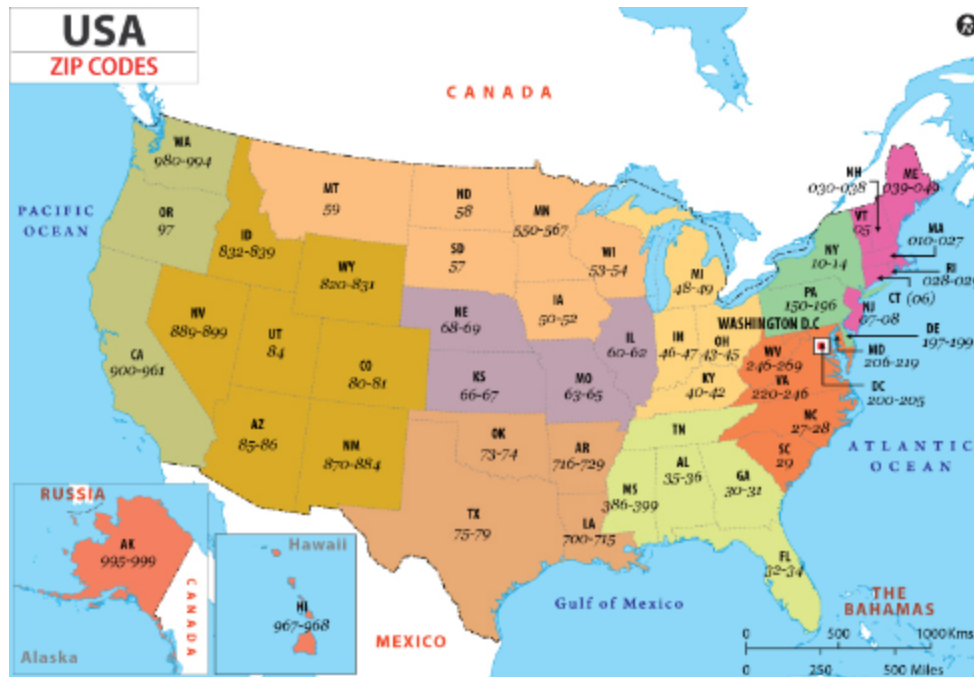 USA
ZIP CODES
CANADA
PACIFIC
OCEAN
WA
980-994
OR
97
CA
900-961
ID
832-839
NV
889-899
MT
59
WY
820-831
UT
84
CO
80-81
AZ
85-86
NM
870-884
ND
58
SD
57
NE
68-69
KS
66-67
OK
73-74
TX
75-79
MN
550-567
IA
50-52
MO
63-65
AR
716-729
LA
700-715
WI
53-54
IL
60-62
MI
48-49
IN
46-47
OH
43-45
KY
40-42
TN
MS
386-399
AL
35-36
GA
30-31
FL
32-34
SC
29
NC
27-28
VA
220-246
WV
246-269
WASHINGTON D.C
PA
150-196
NY
10-14
VT
05
NH
030-038
ME
039-049
MA
010-027
RI
CT (06)
NJ
07-08
DE
197-199
MD
206-219
DC
200-205
ATLANTIC
OCEAN
RUSSIA
AK
995-999
CANADA
Alaska
Hawaii
HI
967-968
MEXICO
Gulf of Mexico
THE
BAHAMAS
0 500 1000 Kms
0 250 500 Miles